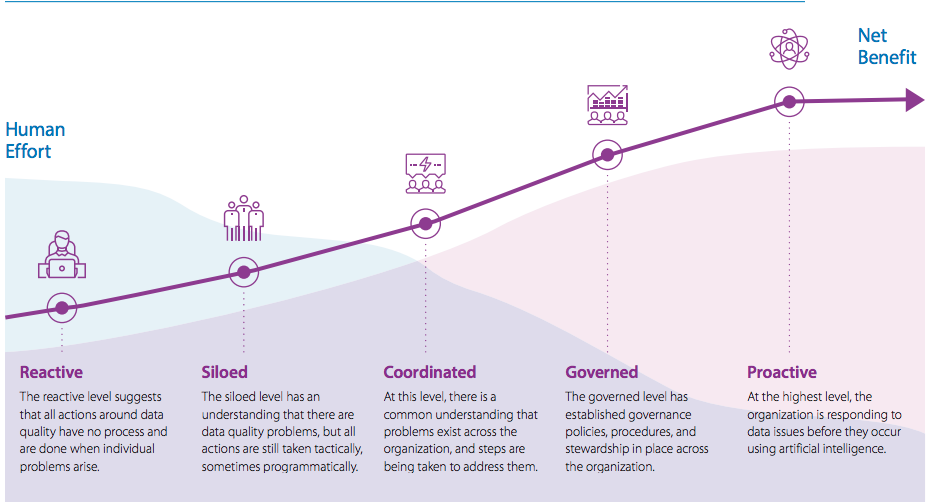 Net
Benefit
Human
Effort
Reactive
The reactive level suggests
that all actions around data
quality have no process and
are done when individual
problems arise.
Siloed
The siloed level has an
understanding that there are
data quality problems, but all
actions are still taken tactically,
sometimes programmatically.
Coordinated
At this level, there is a
common understanding that
problems exist across the
organization, and steps are
being taken to address them.
Governed
The governed level has
established governance
policies, procedures, and
stewardship in place across
the organization.
Proactive
At the highest level, the
organization is responding to
data issues before they occur
using artificial intelligence.